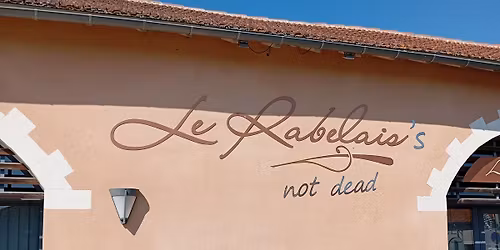 Le Rabelais's
not dead